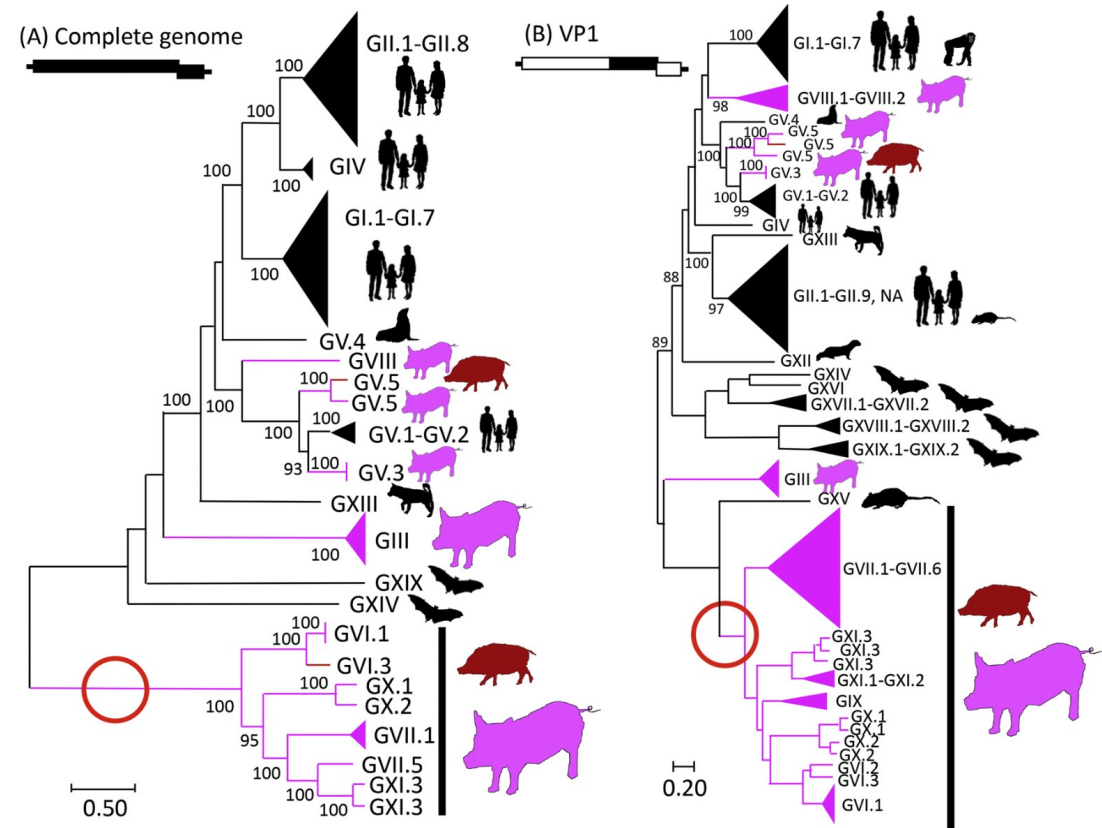 (A) Complete genome
GII.1-GII.8
100
100
GIV
100
100
GI.1-GI.7
100
GV.4
GVIII
100
GV.5
GV.5
100
100
100
100
GV.1-GV.2
93
100
GV.3
GXIII
100
GIII
GXIX
GXIV
100
100
GVI.1
GVI.3
100
GX.1
GX.2
100
95
GVII.1
100
GVII.5
GXI.3
100
100
GXI.3
0.50
(B) VP1
100
GI.1-GI.7
98
GVIII.1-GVIII.2
GV.4
100
GV.5
100
GV.5
100
GV.5
100
GV.3
100
GV.1-GV.2
99
GIV
GXIII
100
88
GII.1-GII.9, NA
97
89
GXII
GXIV
GXVI
GXVII.1-GXVII.2
GXVIII.1-GXVIII.2
GXIX.1-GXIX.2
GIII
GXV
GVII.1-GVII.6
GXI.3
GXI.3
GXI.3
GXI.1-GXI.2
GIX
GX.1
GX.1
GX.2
GX.2
GVI.2
GVI.3
GVI.1
0.20